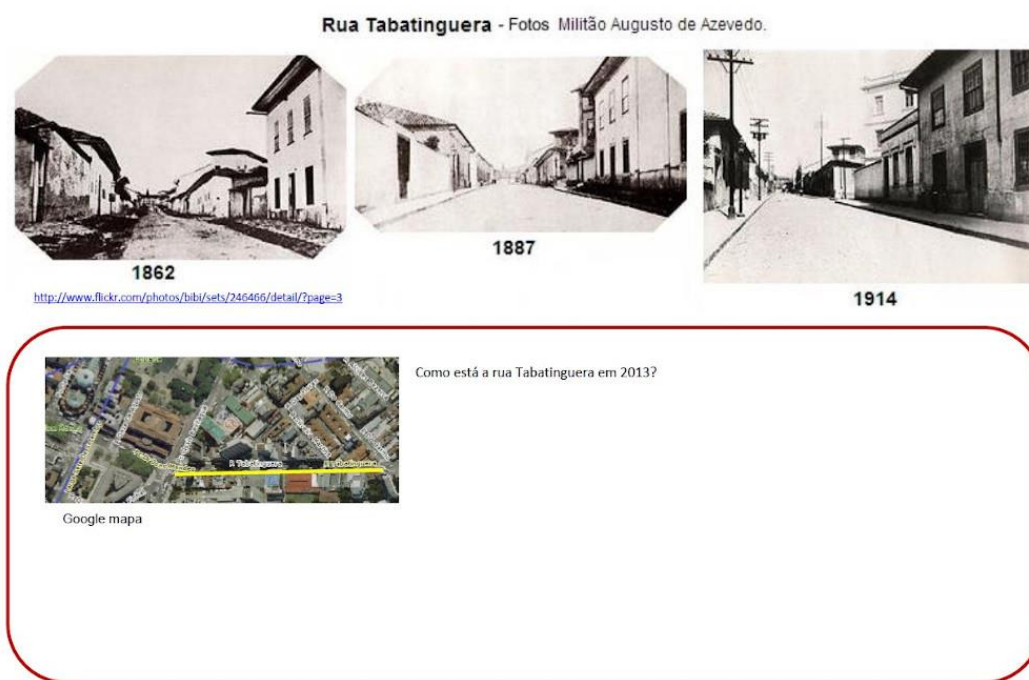 Rua Tabatinguera - Fotos Militão Augusto de Azevedo.
1862
1887
1914
http://www.flickr.com/photos/bibi/sets/246466/detail/?page=3
Como está a rua Tabatinguera em 2013?
R Tabatinguera
Google mapa